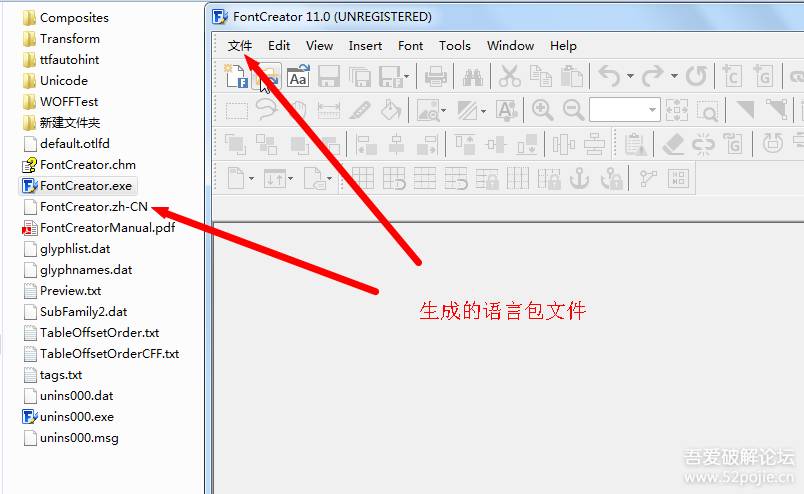 Composites
Transform
ttfautohint
Unicode
WOFFTest
新建文件夹
default.otlfd
FontCreator.chm
FontCreator.exe
FontCreator.zh-CN
FontCreatorManual.pdf
glyphlist.dat
glyphnames.dat
Preview.txt
SubFamily2.dat
TableOffsetOrder.txt
TableOffsetOrderCFF.txt
tags.txt
unins000.dat
unins000.exe
unins000.msg
FontCreator 11.0 (UNREGISTERED)
文件 Edit View Insert Font Tools Window Help
生成的语言包文件
吾爱破解论坛
www.52pojie.cn